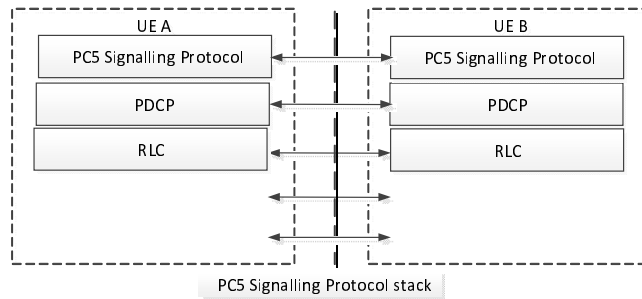 UE A
UE B
PC5 Signalling Protocol
PC5 Signalling Protocol
PDCP
PDCP
RLC
RLC
PC5 Signalling Protocol stack